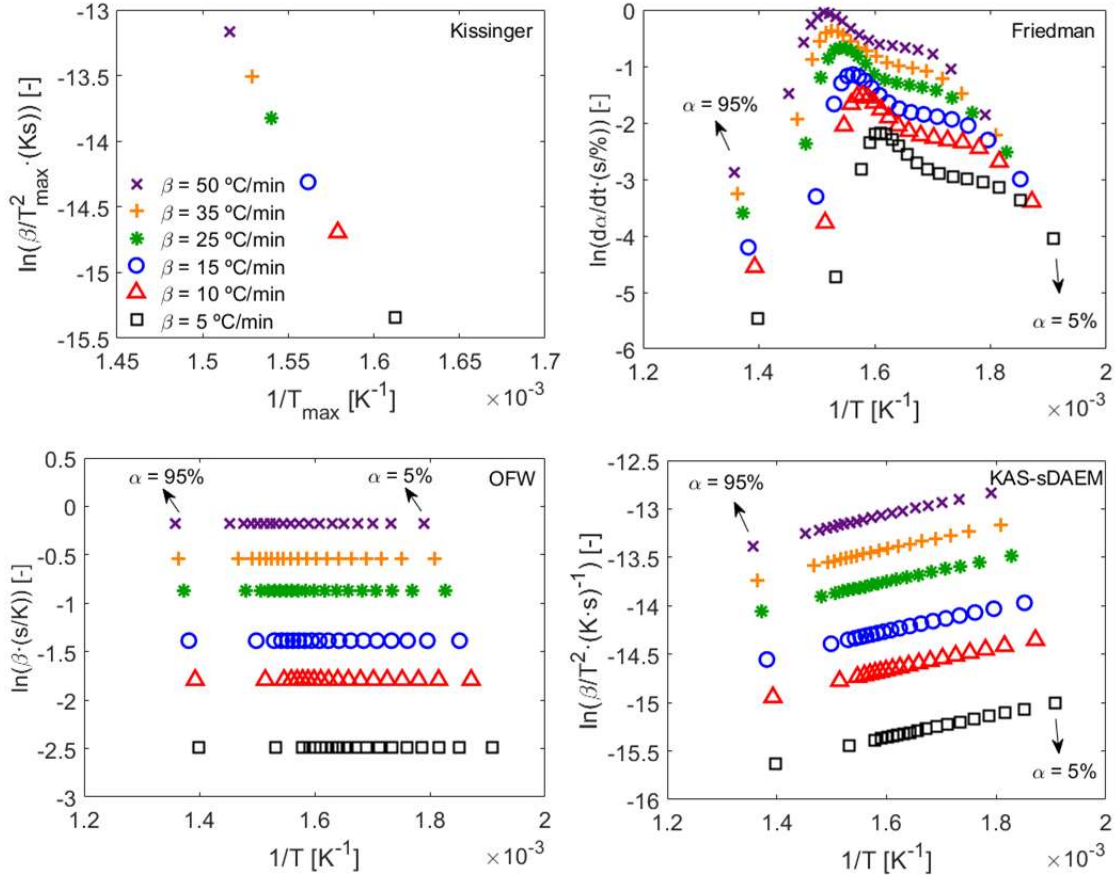 Kissinger
-13
-13.5
-14
-14.5
-15
-15.5
ln(β/T²max·(Ks)) [-]
β = 50 ºC/min
β = 35 ºC/min
β = 25 ºC/min
β = 15 ºC/min
β = 10 ºC/min
β = 5 ºC/min
1.45 1.5 1.55 1.6 1.65 1.7
1/Tmax [K⁻¹] ×10⁻³
Friedman
0
-1
-2
-3
-4
-5
-6
ln(dα/dt·(s/%)) [-]
α = 95%
α = 5%
1.2 1.4 1.6 1.8 2
1/T [K⁻¹] ×10⁻³
OFW
0.5
0
-0.5
-1
-1.5
-2
-2.5
-3
ln(β·(s/K)) [-]
α = 95%
α = 5%
1.2 1.4 1.6 1.8 2
1/T [K⁻¹] ×10⁻³
KAS-sDAEM
-12.5
-13
-13.5
-14
-14.5
-15
-15.5
-16
ln(β/T²·(K·s)⁻¹) [-]
α = 95%
α = 5%
1.2 1.4 1.6 1.8 2
1/T [K⁻¹] ×10⁻³